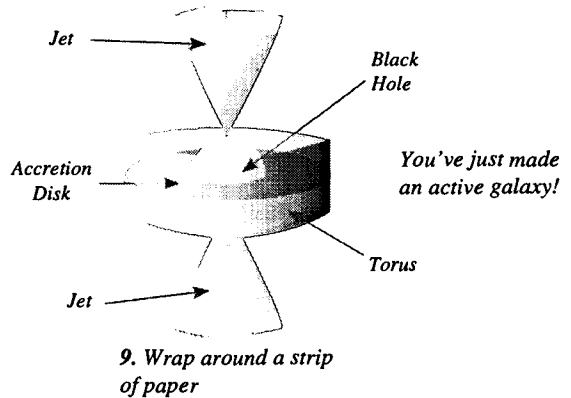 Jet
Black
Hole
Accretion
Disk
You've just made
an active galaxy!
Torus
Jet
9. Wrap around a strip
of paper